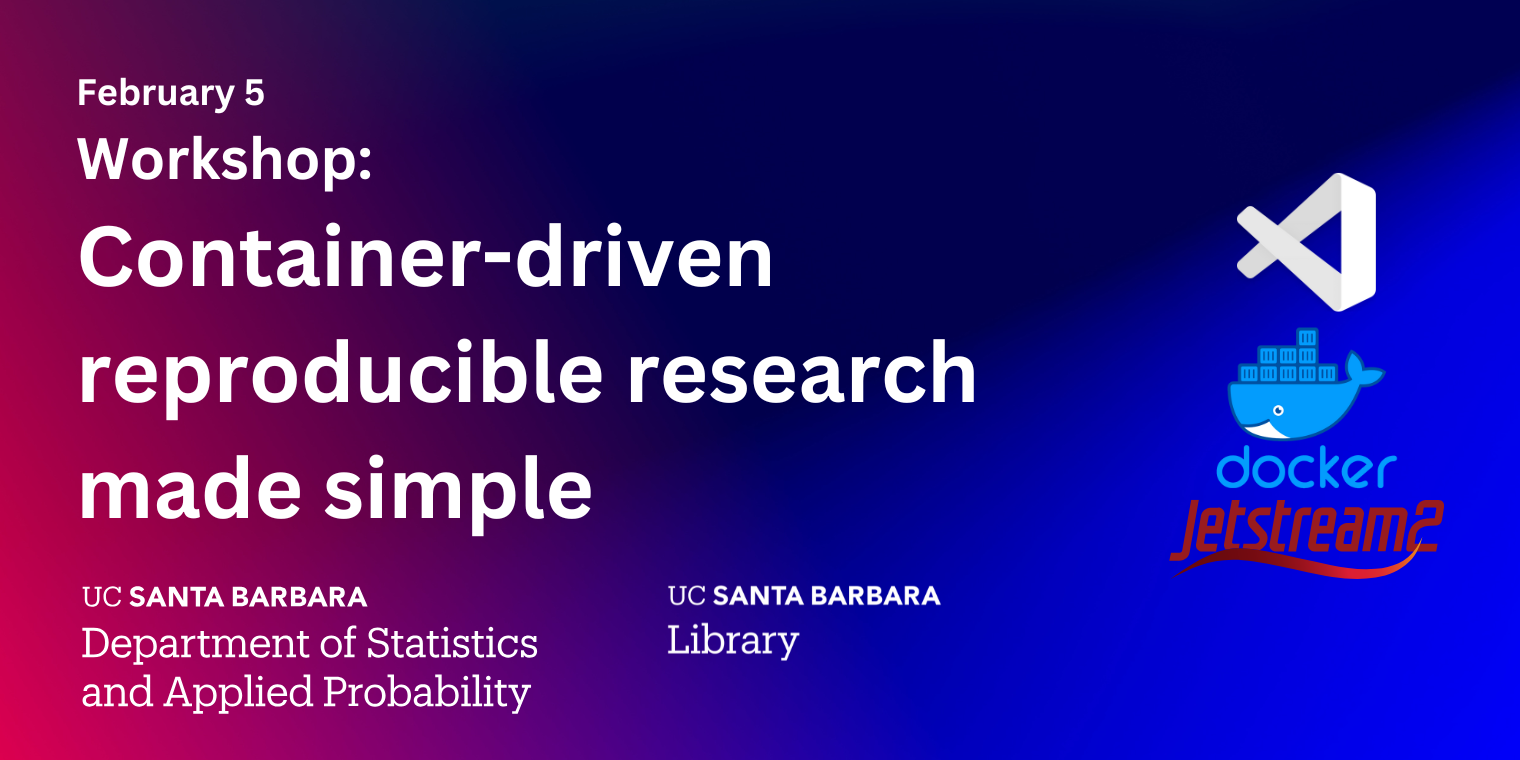 February 5
Workshop:
Container-driven
reproducible research
made simple
UC SANTA BARBARA
Department of Statistics
and Applied Probability
UC SANTA BARBARA
Library
docker
Jetstream2